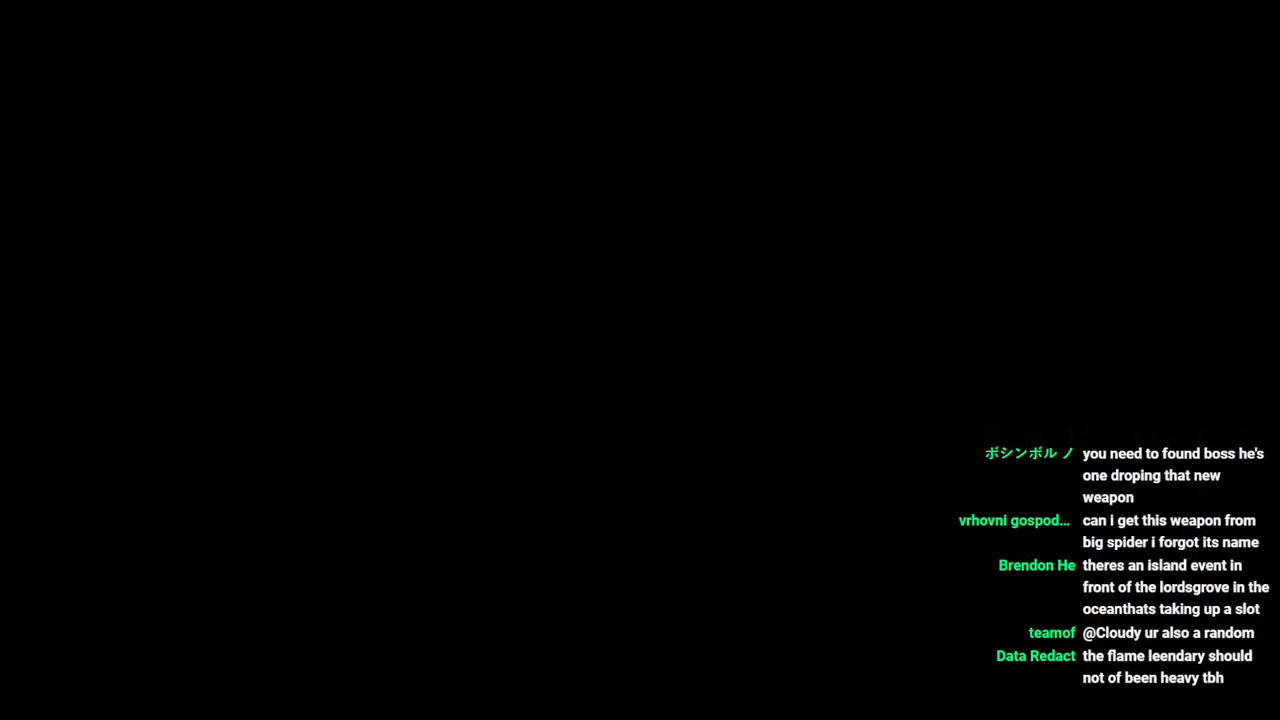 ボシンボル ノ you need to found boss he's
one droping that new
weapon
vrhovni gospod... can i get this weapon from
big spider i forgot its name
Brendon He theres an island event in
front of the lordsgrove in the
oceanthats taking up a slot
teamof @Cloudy ur also a random
Data Redact the flame leendary should
not of been heavy tbh